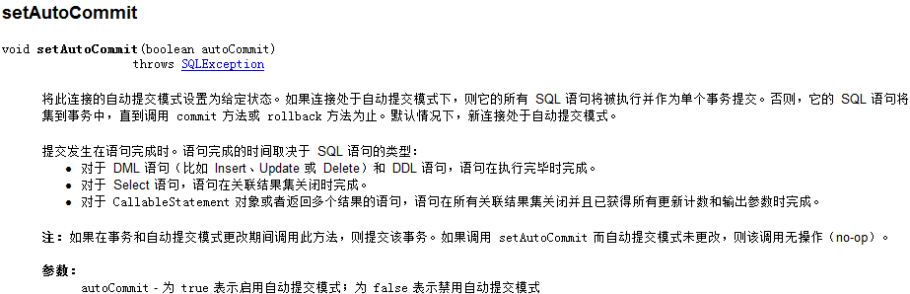 setAutoCommit
void setAutoCommit(boolean autoCommit)
throws SQLException
将此连接的自动提交模式设置为给定状态。如果连接处于自动提交模式下，则它的所有 SQL 语句将被执行并作为单个事务提交。否则，它的 SQL 语句将
集到事务中，直到调用 commit 方法或 rollback 方法为止。默认情况下，新连接处于自动提交模式。
提交发生在语句完成时。语句完成的时间取决于 SQL 语句的类型：
● 对于 DML 语句（比如 Insert、Update 或 Delete）和 DDL 语句，语句在执行完毕时完成。
● 对于 Select 语句，语句在关联结果集关闭时完成。
● 对于 CallableStatement 对象或者返回多个结果的语句，语句在所有关联结果集关闭并且已获得所有更新计数和输出参数时完成。
注：如果在事务和自动提交模式更改期间调用此方法，则提交该事务。如果调用 setAutoCommit 而自动提交模式未更改，则该调用无操作（no-op）。
参数：
autoCommit - 为 true 表示启用自动提交模式；为 false 表示禁用自动提交模式